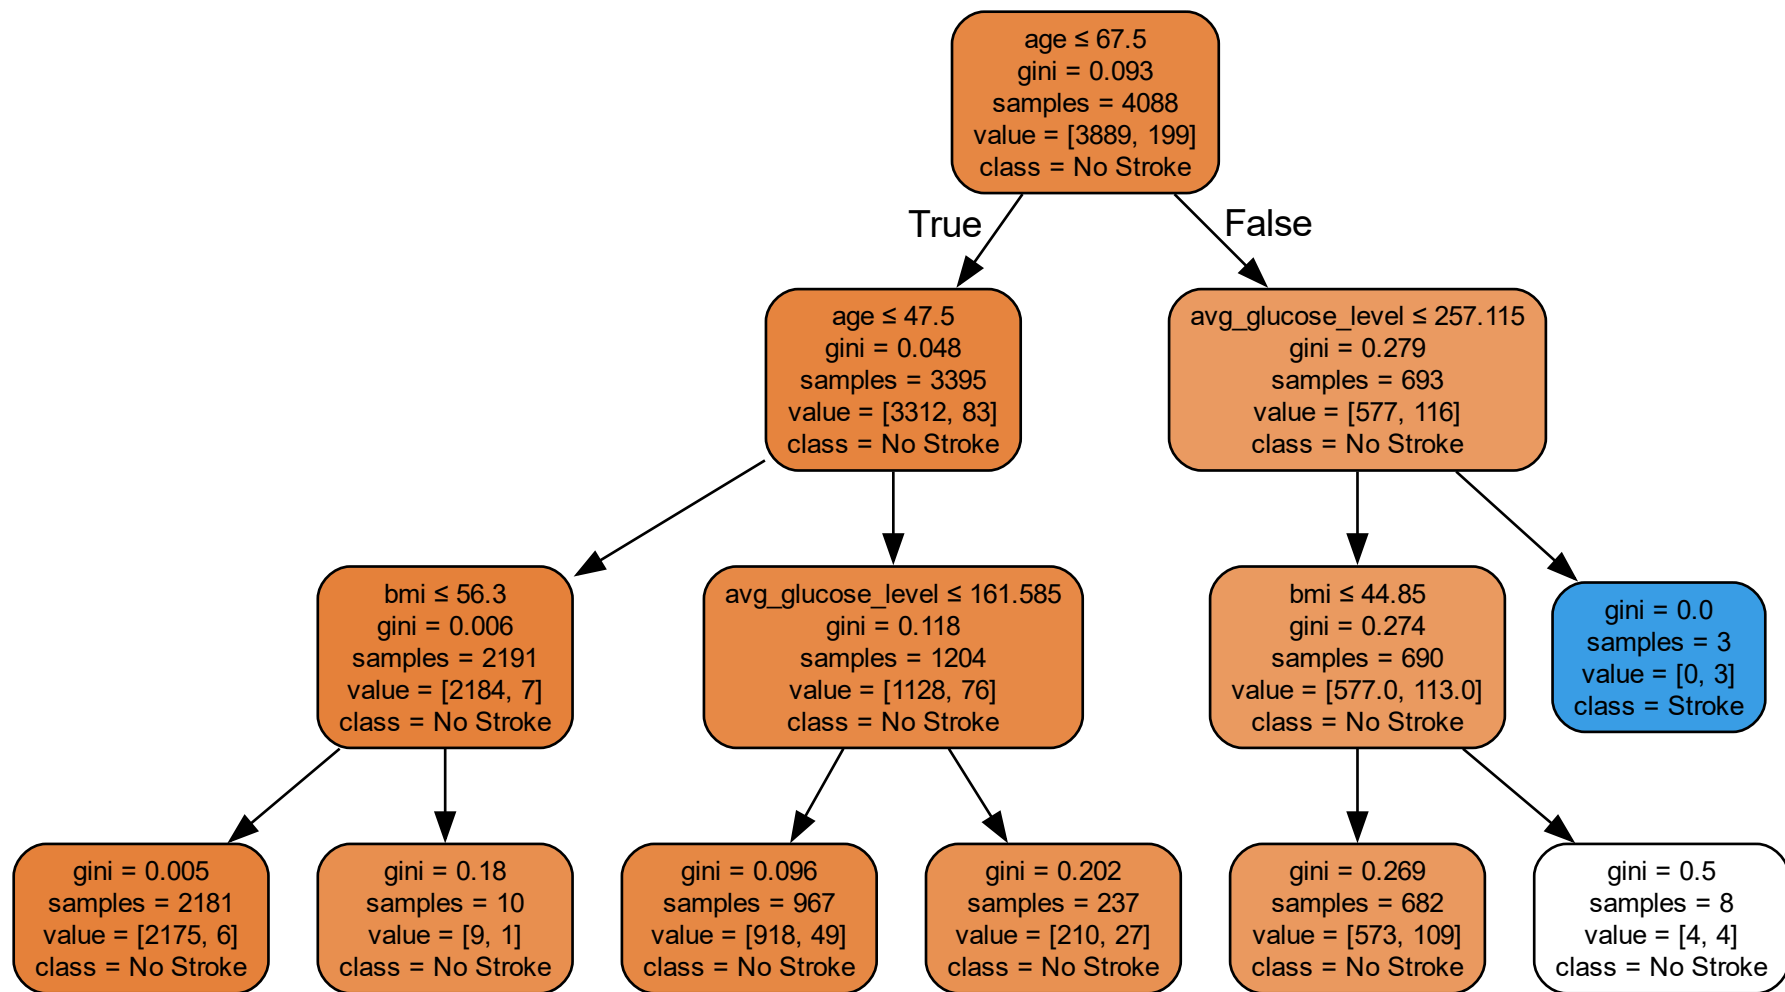 age ≤ 67.5
gini = 0.093
samples = 4088
value = [3889, 199]
class = No Stroke
True
False
age ≤ 47.5
gini = 0.048
samples = 3395
value = [3312, 83]
class = No Stroke
avg_glucose_level ≤ 257.115
gini = 0.279
samples = 693
value = [577, 116]
class = No Stroke
bmi ≤ 56.3
gini = 0.006
samples = 2191
value = [2184, 7]
class = No Stroke
avg_glucose_level ≤ 161.585
gini = 0.118
samples = 1204
value = [1128, 76]
class = No Stroke
bmi ≤ 44.85
gini = 0.274
samples = 690
value = [577.0, 113.0]
class = No Stroke
gini = 0.0
samples = 3
value = [0, 3]
class = Stroke
gini = 0.005
samples = 2181
value = [2175, 6]
class = No Stroke
gini = 0.18
samples = 10
value = [9, 1]
class = No Stroke
gini = 0.096
samples = 967
value = [918, 49]
class = No Stroke
gini = 0.202
samples = 237
value = [210, 27]
class = No Stroke
gini = 0.269
samples = 682
value = [573, 109]
class = No Stroke
gini = 0.5
samples = 8
value = [4, 4]
class = No Stroke